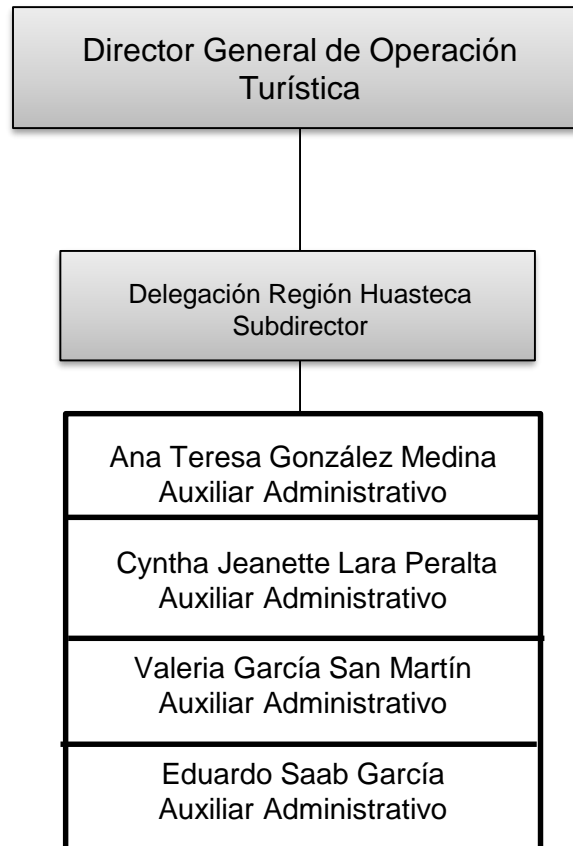 Director General de Operación
Turística
Delegación Región Huasteca
Subdirector
Ana Teresa González Medina
Auxiliar Administrativo
Cyntha Jeanette Lara Peralta
Auxiliar Administrativo
Valeria García San Martín
Auxiliar Administrativo
Eduardo Saab García
Auxiliar Administrativo